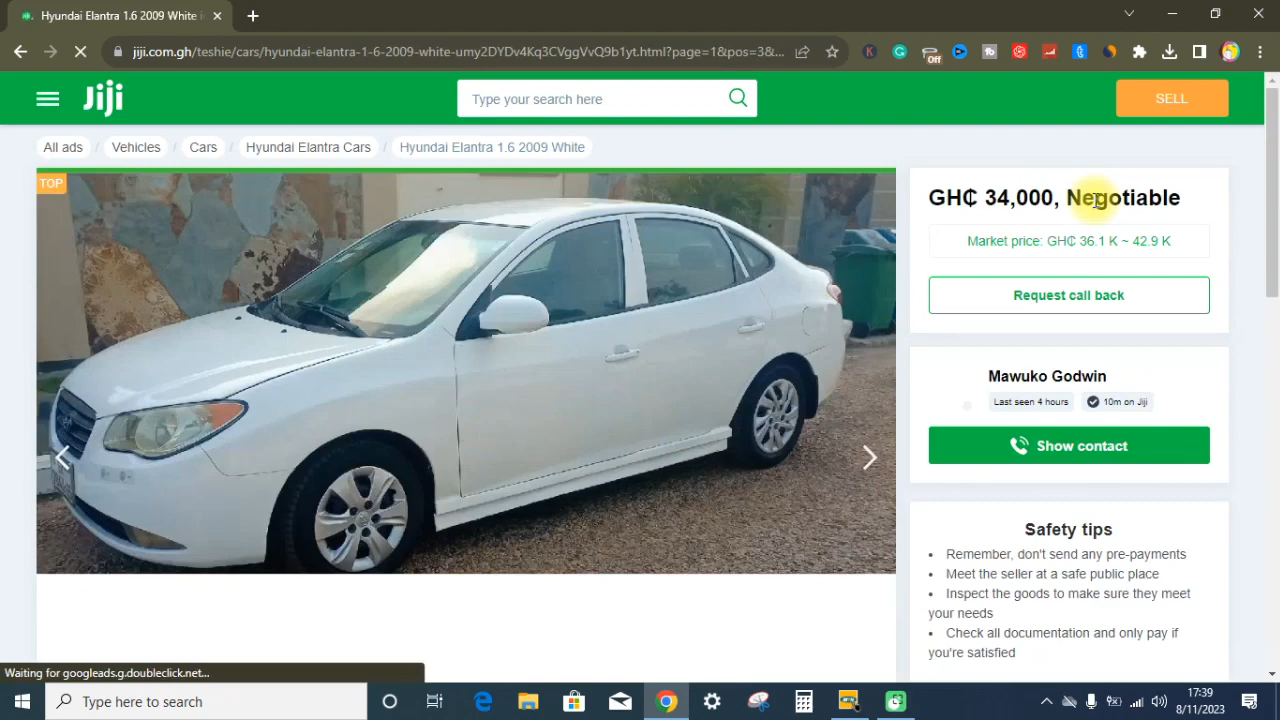 Hyundai Elantra 1.6 2009 White i
jiji.com.gh/teshie/cars/hyundai-elantra-1-6-2009-white-umy2DYDv4Kq3CVggVvQ9b1yt.html?page=1&pos=3&...
Off
Jiji
Type your search here
SELL
All ads / Vehicles / Cars / Hyundai Elantra Cars / Hyundai Elantra 1.6 2009 White
TOP
GH₵ 34,000, Negotiable
Market price: GH₵ 36.1 K ~ 42.9 K
Request call back
Mawuko Godwin
Last seen 4 hours
10m on Jiji
Show contact
Safety tips
• Remember, don't send any pre-payments
• Meet the seller at a safe public place
• Inspect the goods to make sure they meet
your needs
• Check all documentation and only pay if
you're satisfied
Waiting for googleads.g.doubleclick.net...
Type here to search
17:39
8/11/2023